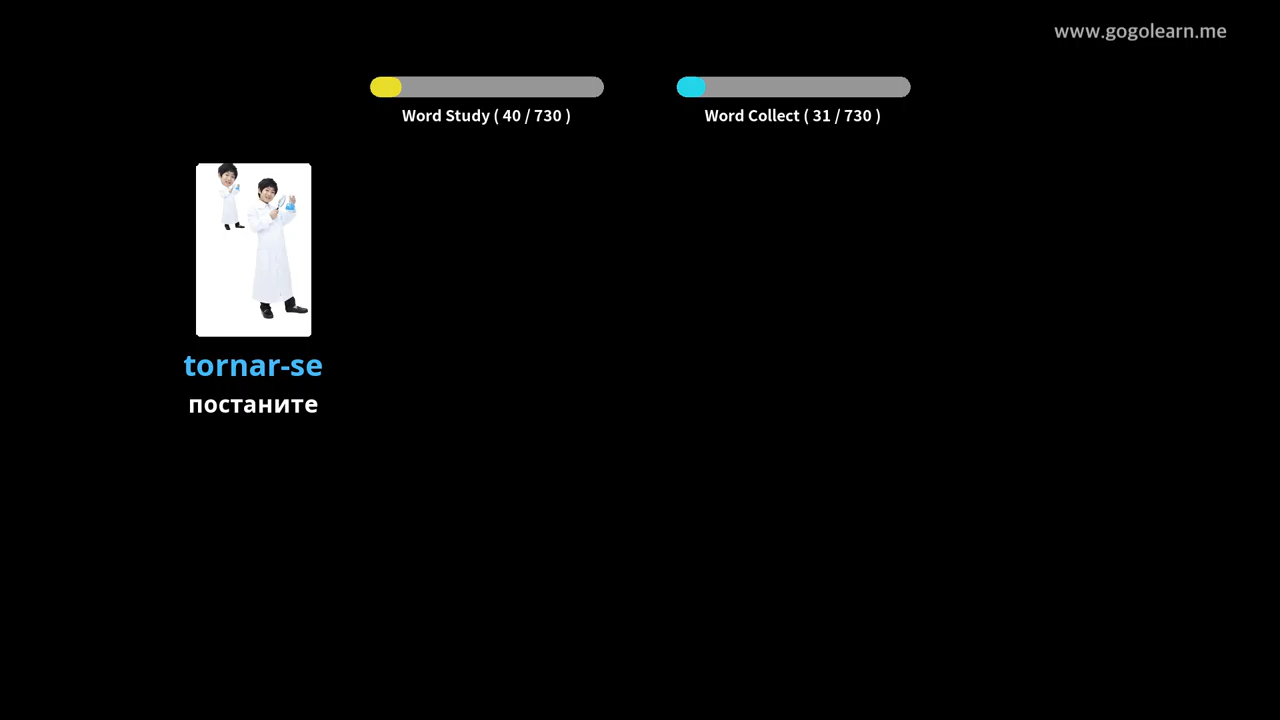 www.gogolearn.me
Word Study ( 40 / 730 )
Word Collect ( 31 / 730 )
tornar-se
постаните